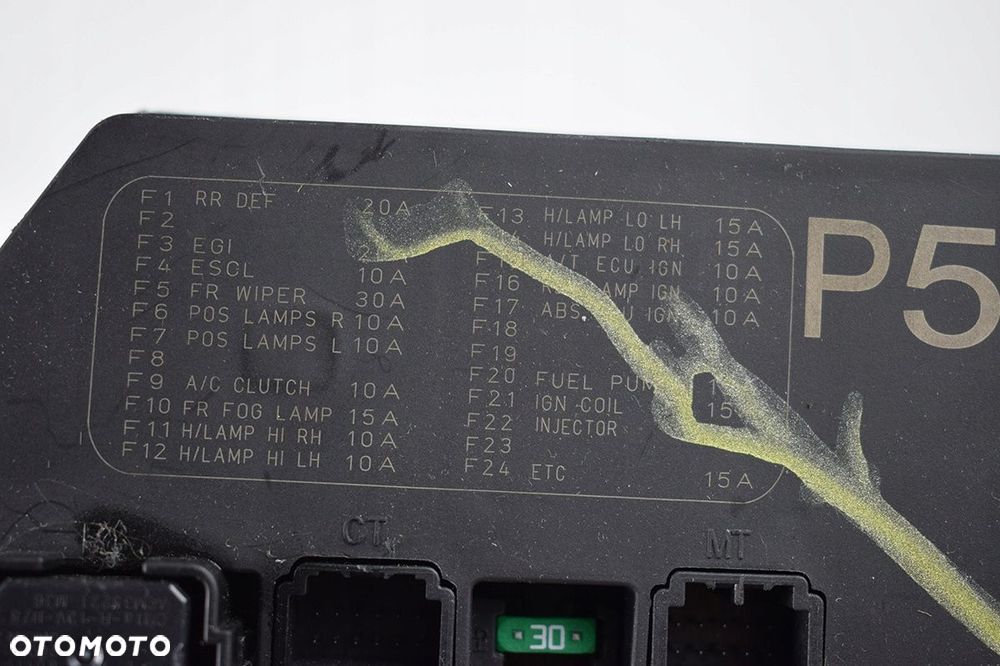 F1 RR DEF 20A
F2
F3 EGI
F4 ESCL 10A
F5 FR WIPER 30A
F6 POS LAMPS R 10A
F7 POS LAMPS L 10A
F8
F9 A/C CLUTCH 10A
F10 FR FOG LAMP 15A
F11 H/LAMP HI RH 10A
F12 H/LAMP HI LH 10A
F13 H/LAMP LO LH 15A
H/LAMP LO RH 15A
ECU IGN 10A
F16 IGN 10A
F17 ABS IGN 10A
F18
F19
F20 FUEL
F21 IGN COIL 15
F22 INJECTOR
F23
F24 ETC 15A
P5
CT
MT
30
OTOMOTO